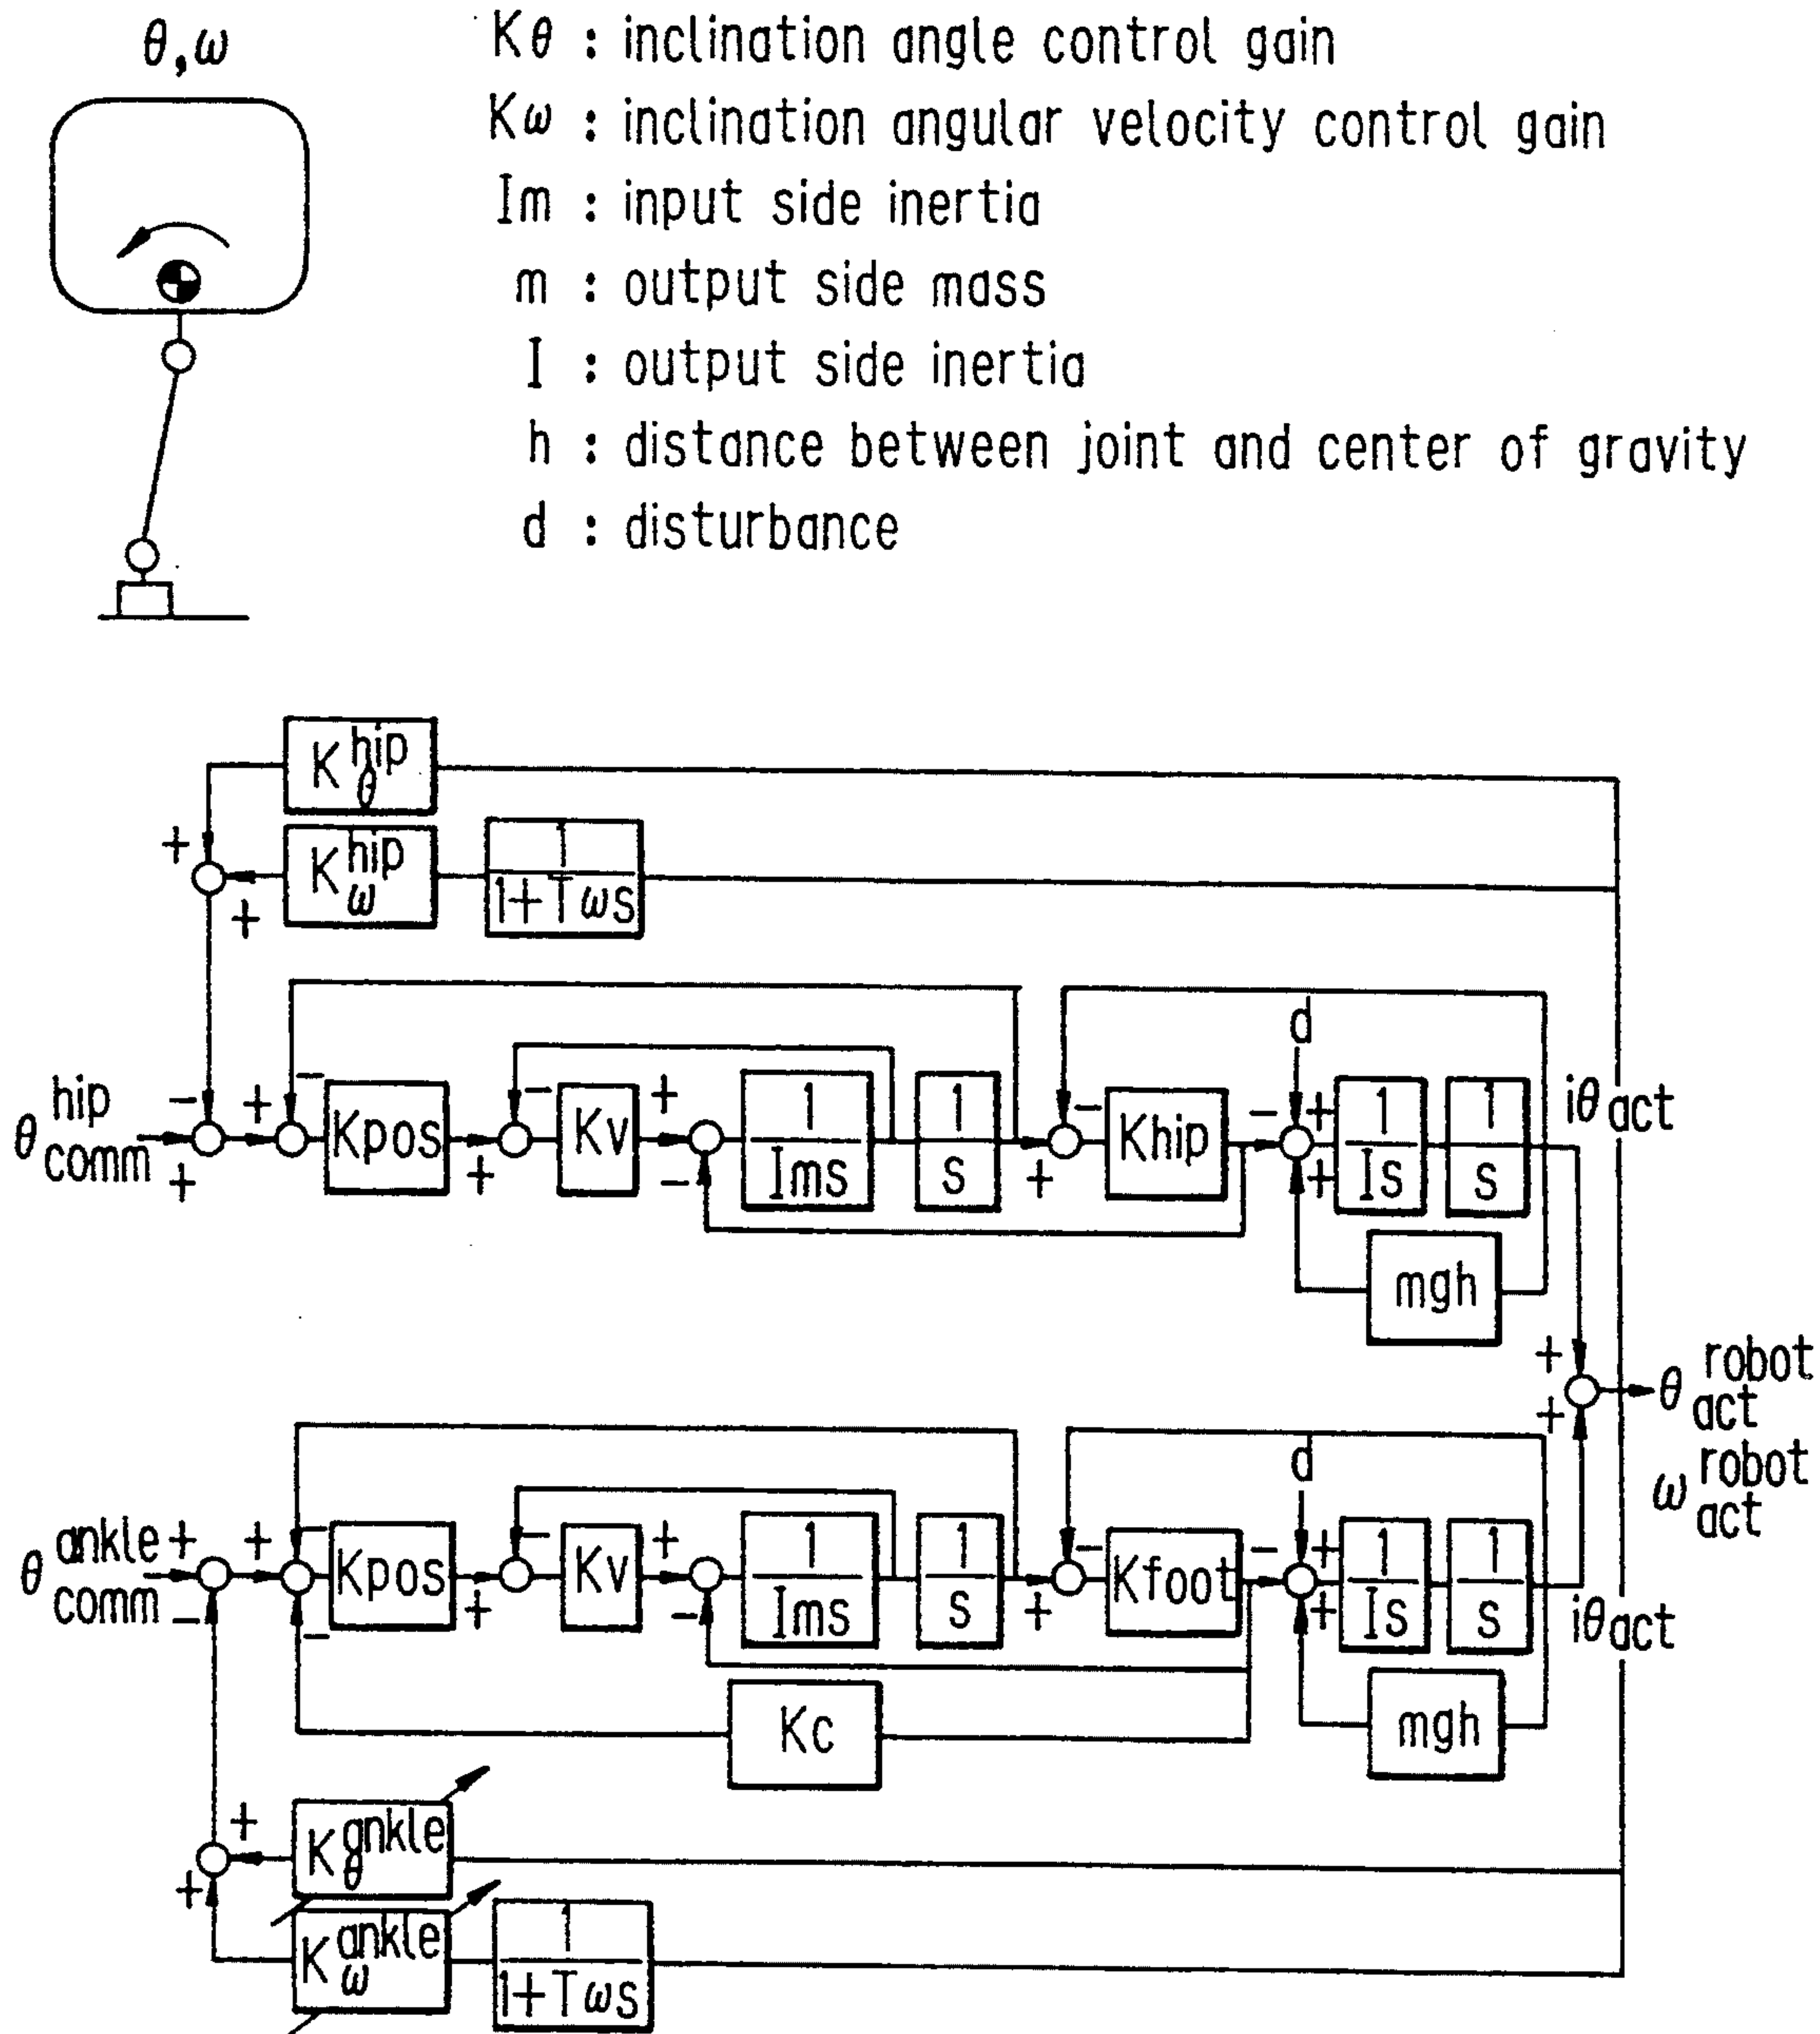 θ,ω
Kθ : inclination angle control gain
Kω : inclination angular velocity control gain
Im : input side inertia
m : output side mass
I : output side inertia
h : distance between joint and center of gravity
d : disturbance
K hip θ
+
K hip ω
1
1+Tωs
+
d
θ hip comm
-
+
+
-
Kpos
+
-
Kv
+
-
1
Ims
1
s
+
-
Khip
-
+
+
1
Is
1
s
iθact
mgh
+
+
θ robot act
ω robot act
d
θ ankle comm
+
-
+
-
-
Kpos
+
-
Kv
+
-
1
Ims
1
s
+
-
Kfoot
-
+
+
1
Is
1
s
iθact
Kc
mgh
+
K gnkle θ
+
K ankle ω
1
1+Tωs